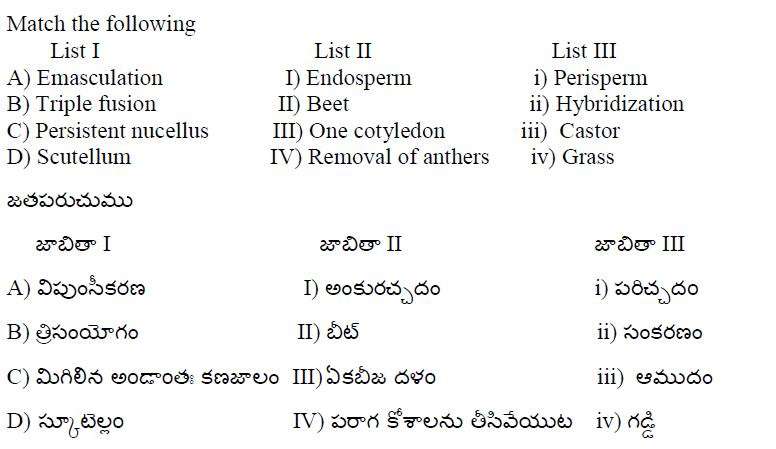 Match the following
List I List II List III
A) Emasculation I) Endosperm i) Perisperm
B) Triple fusion II) Beet ii) Hybridization
C) Persistent nucellus III) One cotyledon iii) Castor
D) Scutellum IV) Removal of anthers iv) Grass
జతపరుచుము
జాబితా I జాబితా II జాబితా III
A) విపుంసీకరణ I) అంకురచ్ఛదం i) పరిచ్ఛదం
B) త్రిసంయోగం II) బీట్ ii) సంకరణం
C) మిగిలిన అండాంతః కణజాలం III) ఏకబీజ దళం iii) ఆముదం
D) స్కూటెల్లం IV) పరాగ కోశాలను తీసివేయుట iv) గడ్డి